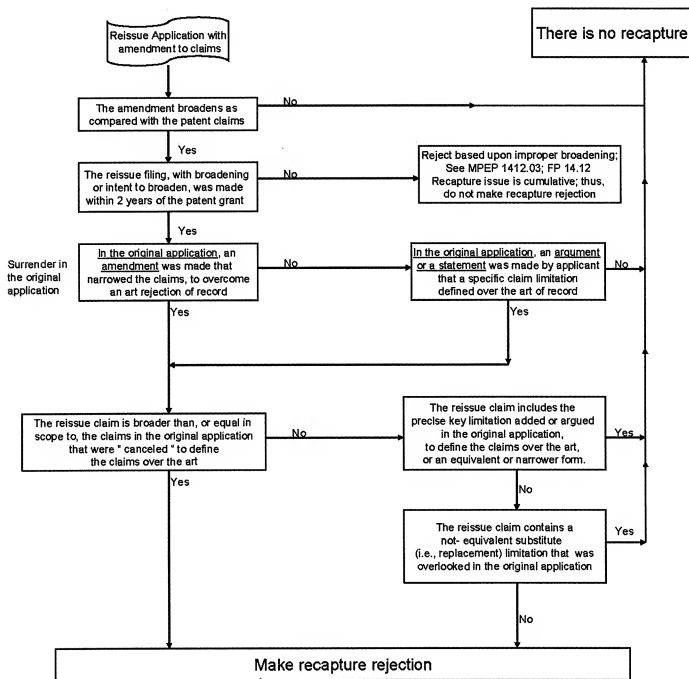 Reissue Application with
amendment to claims
There is no recapture
The amendment broadens as
compared with the patent claims
No
Yes
The reissue filing, with broadening
or intent to broaden, was made
within 2 years of the patent grant
No
Reject based upon improper broadening;
See MPEP 1412.03; FP 14.12
Recapture issue is cumulative; thus,
do not make recapture rejection
Yes
Surrender in
the original
application
In the original application, an
amendment was made that
narrowed the claims, to overcome
an art rejection of record
No
In the original application, an argument
or a statement was made by applicant
that a specific claim limitation
defined over the art of record
No
Yes
Yes
The reissue claim is broader than, or equal in
scope to, the claims in the original application
that were " canceled " to define
the claims over the art
No
The reissue claim includes the
precise key limitation added or argued
in the original application,
to define the claims over the art,
or an equivalent or narrower form.
Yes
Yes
No
The reissue claim contains a
not- equivalent substitute
(i.e., replacement) limitation that was
overlooked in the original application
Yes
No
Make recapture rejection